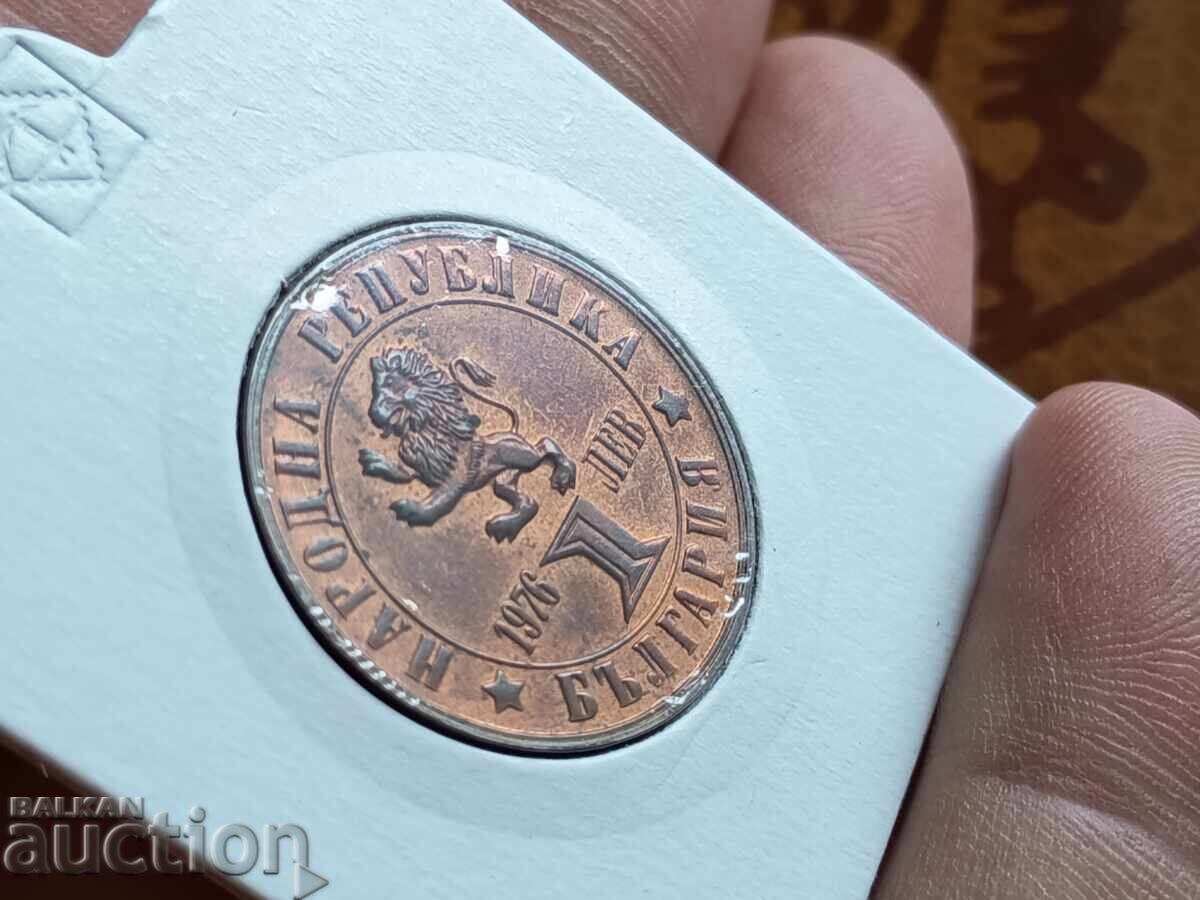 НАРОДНА РЕПУБЛИКА
БЪЛГАРИЯ
1 ЛЕВ
1976
BALKAN
auction